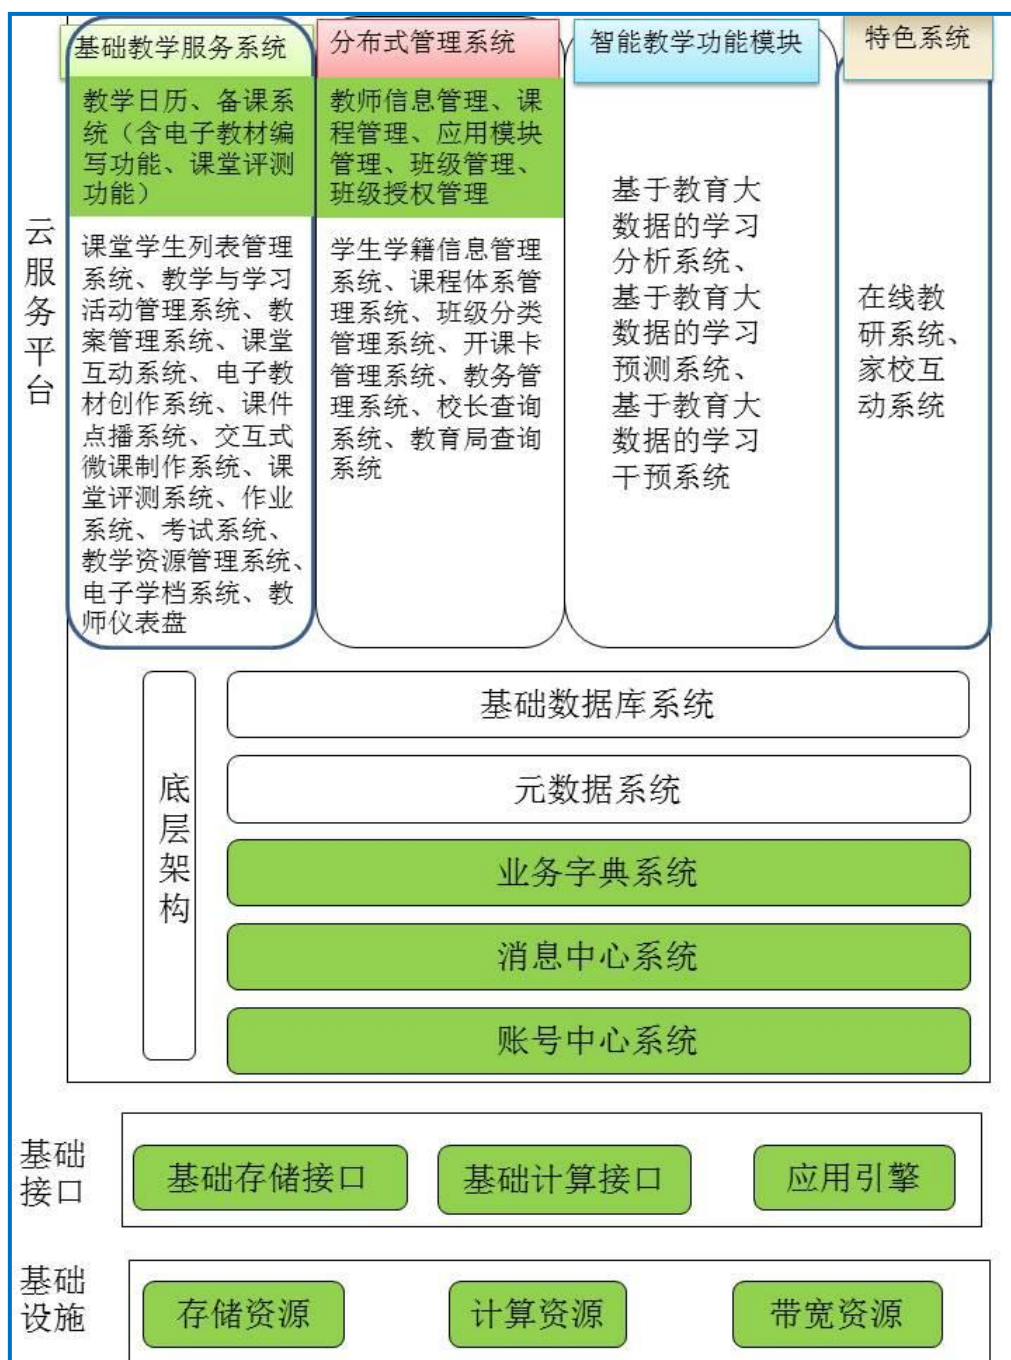 基础教学服务系统
分布式管理系统
智能教学功能模块
特色系统
云服务平台
教学日历、备课系
统（含电子教材编
写功能、课堂评测
功能）
课堂学生列表管理
系统、教学与学习
活动管理系统、教
案管理系统、课堂
互动系统、电子教
材创作系统、课件
点播系统、交互式
微课制作系统、课
堂评测系统、作业
系统、考试系统、
教学资源管理系统、
电子学档系统、教
师仪表盘
教师信息管理、课
程管理、应用模块
管理、班级管理、
班级授权管理
学生学籍信息管理
系统、课程体系管
理系统、班级分类
管理系统、开课卡
管理系统、教务管
理系统、校长查询
系统、教育局查询
系统
基于教育大
数据的学习
分析系统、
基于教育大
数据的学习
预测系统、
基于教育大
数据的学习
干预系统
在线教
研系统、
家校互
动系统
底层架构
基础数据库系统
元数据系统
业务字典系统
消息中心系统
账号中心系统
基础
接口
基础存储接口
基础计算接口
应用引擎
基础
设施
存储资源
计算资源
带宽资源